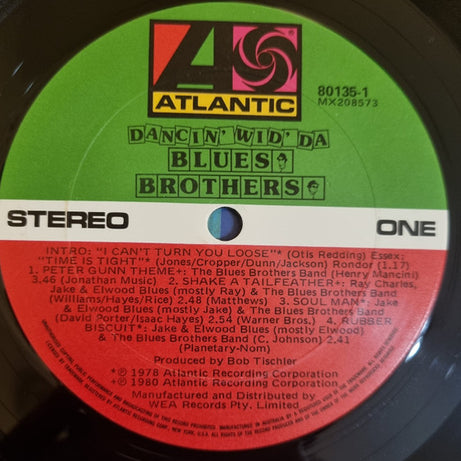 ATLANTIC
80135-1
MX208573
DANCIN' WID' DA
BLUES
BROTHERS
STEREO
ONE
INTRO: "I CAN'T TURN YOU LOOSE"* (Otis Redding) Essex;
"TIME IS TIGHT"* (Jones/Cropper/Dunn/Jackson) Rondor (1.17)
1. PETER GUNN THEME+: The Blues Brothers Band (Henry Mancini)
3.46 (Jonathan Music) 2. SHAKE A TAILFEATHER+: Ray Charles,
Jake & Elwood Blues (mostly Ray) & The Blues Brothers Band
(Williams/Hayes/Rice) 2.48 (Matthews) 3. SOUL MAN*: Jake
& Elwood Blues (mostly Jake) & The Blues Brothers Band
(David Porter/Isaac Hayes) 2.54 (Warner Bros.) 4. RUBBER
BISCUIT*: Jake & Elwood Blues (mostly Elwood)
& The Blues Brothers Band (C. Johnson) 2.41
(Planetary-Nom)
Produced by Bob Tischler
*℗ 1978 Atlantic Recording Corporation
+℗ 1980 Atlantic Recording Corporation
Manufactured and Distributed by
WEA Records Pty. Limited